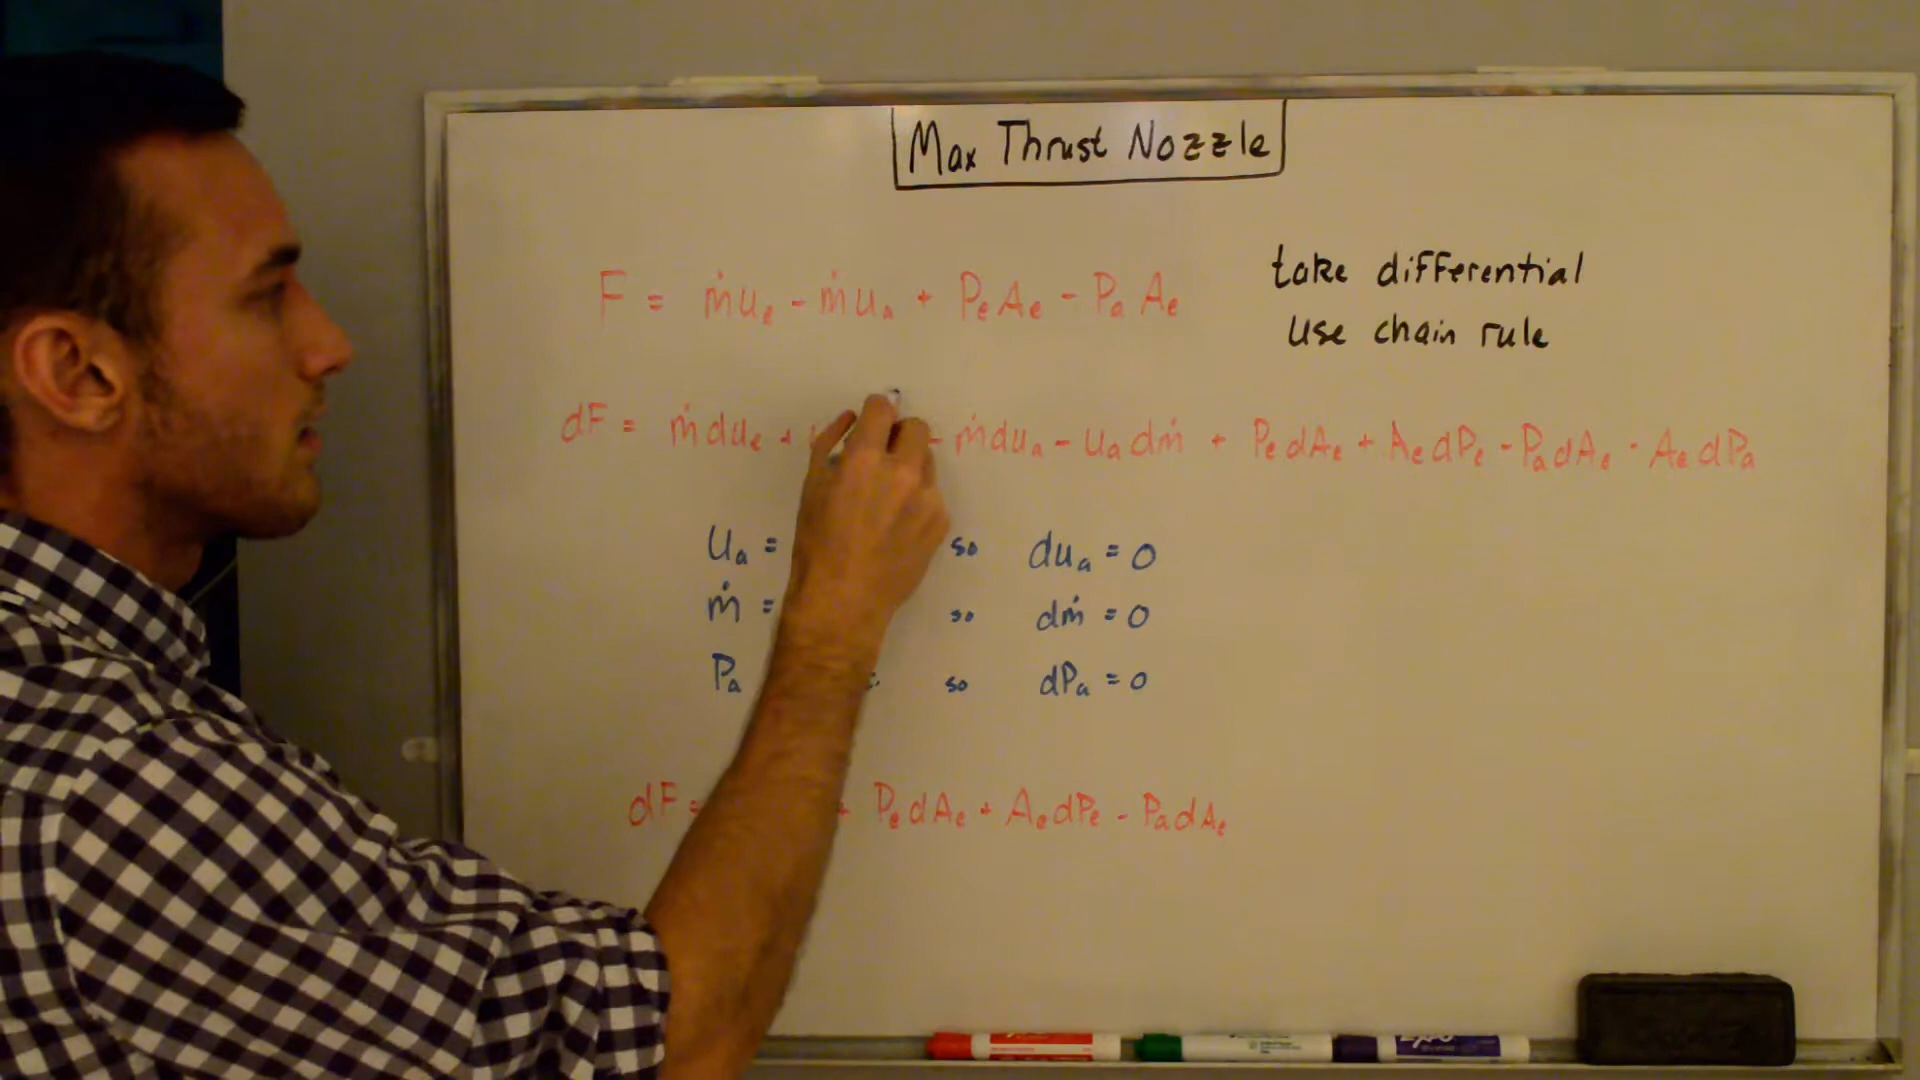 Max Thrust Nozzle
F = ṁuₑ - ṁuₐ + PₑAₑ - PₐAₑ
take differential
use chain rule
dF = ṁduₑ + - ṁduₐ - uₐdṁ + PₑdAₑ + AₑdPₑ - PₐdAₑ - AₑdPₐ
uₐ = so duₐ = 0
ṁ = so dṁ = 0
Pₐ so dPₐ = 0
dF = + PₑdAₑ + AₑdPₑ - PₐdAₑ
EXPO